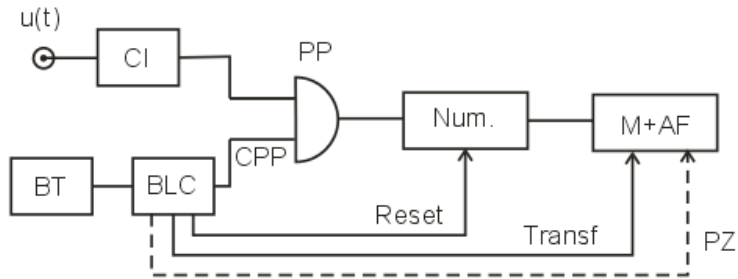 u(t)
CI
PP
Num.
M+AF
CPP
BT
BLC
Reset
Transf
PZ